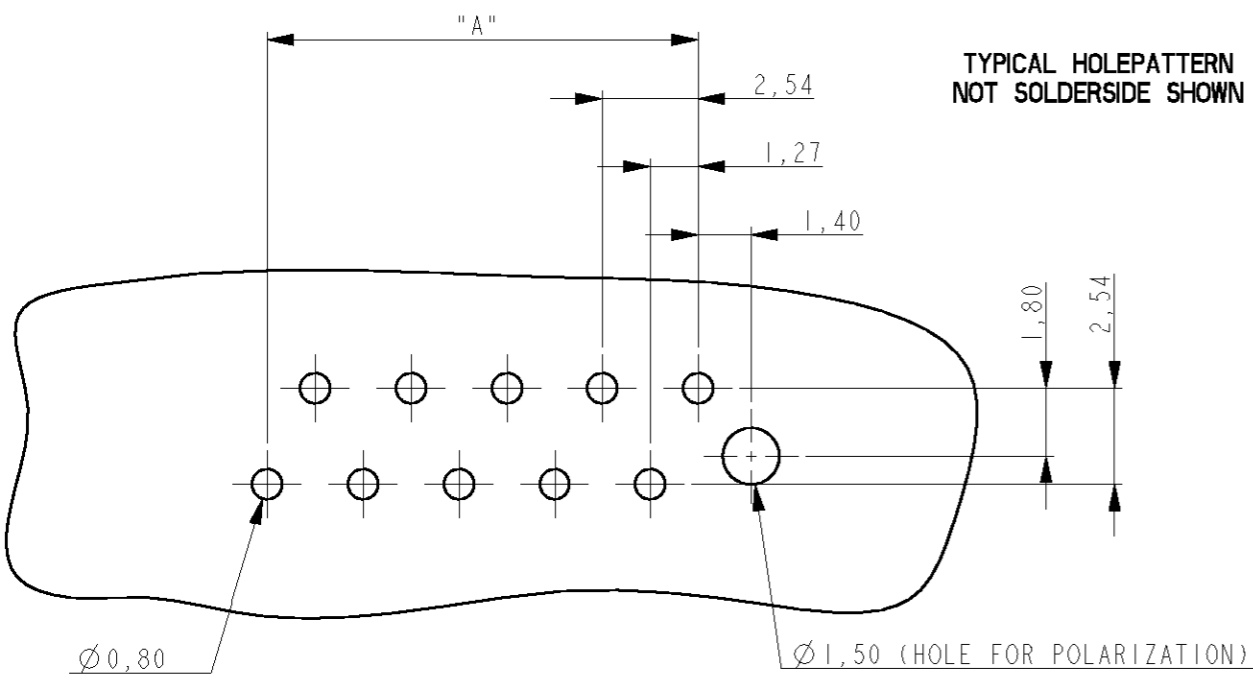 "A"
TYPICAL HOLEPATTERN
NOT SOLDERSIDE SHOWN
2,54
1,27
1,40
1,80
2,54
Ø0,80
Ø1,50 (HOLE FOR POLARIZATION)